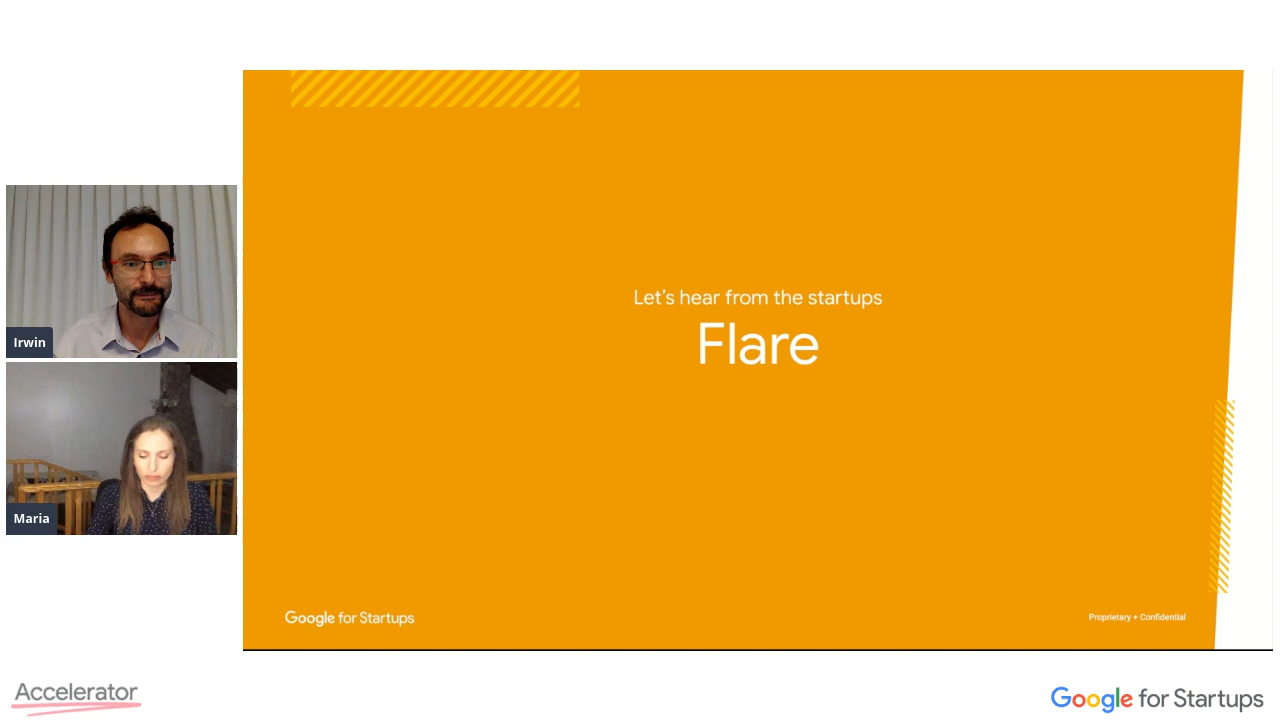 Let's hear from the startups
Flare
Irwin
Maria
Google for Startups
Proprietary + Confidential
Accelerator
Google for Startups